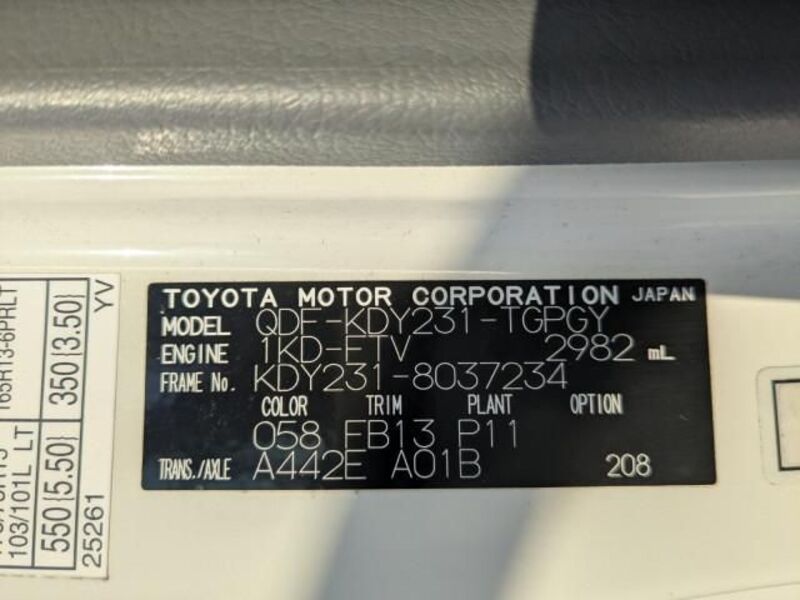 TOYOTA MOTOR CORPORATION JAPAN
MODEL QDF-KDY231-TGPGY
ENGINE 1KD-FTV 2982 mL
FRAME No. KDY231-8037234
COLOR TRIM PLANT OPTION
058 FB13 P11
TRANS./AXLE A442E A01B 208
165R13-6PRLT
350{3.50}
YV
103/101L LT
550{5.50}
25261